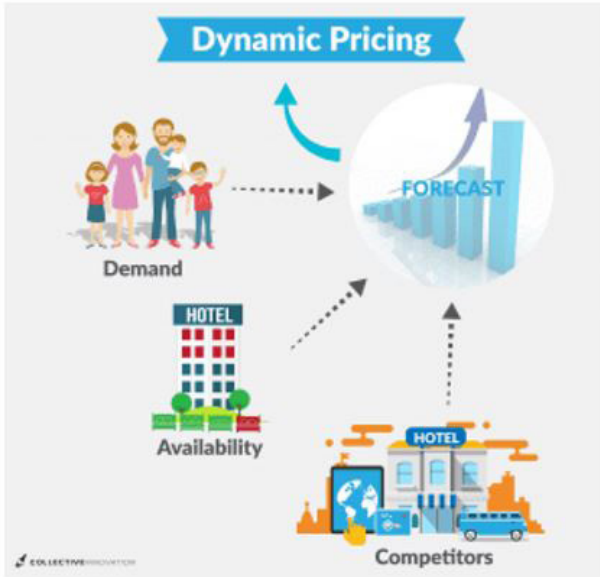 Dynamic Pricing
FORECAST
Demand
HOTEL
Availability
HOTEL
Competitors
COLLECTIVEINNOVATION